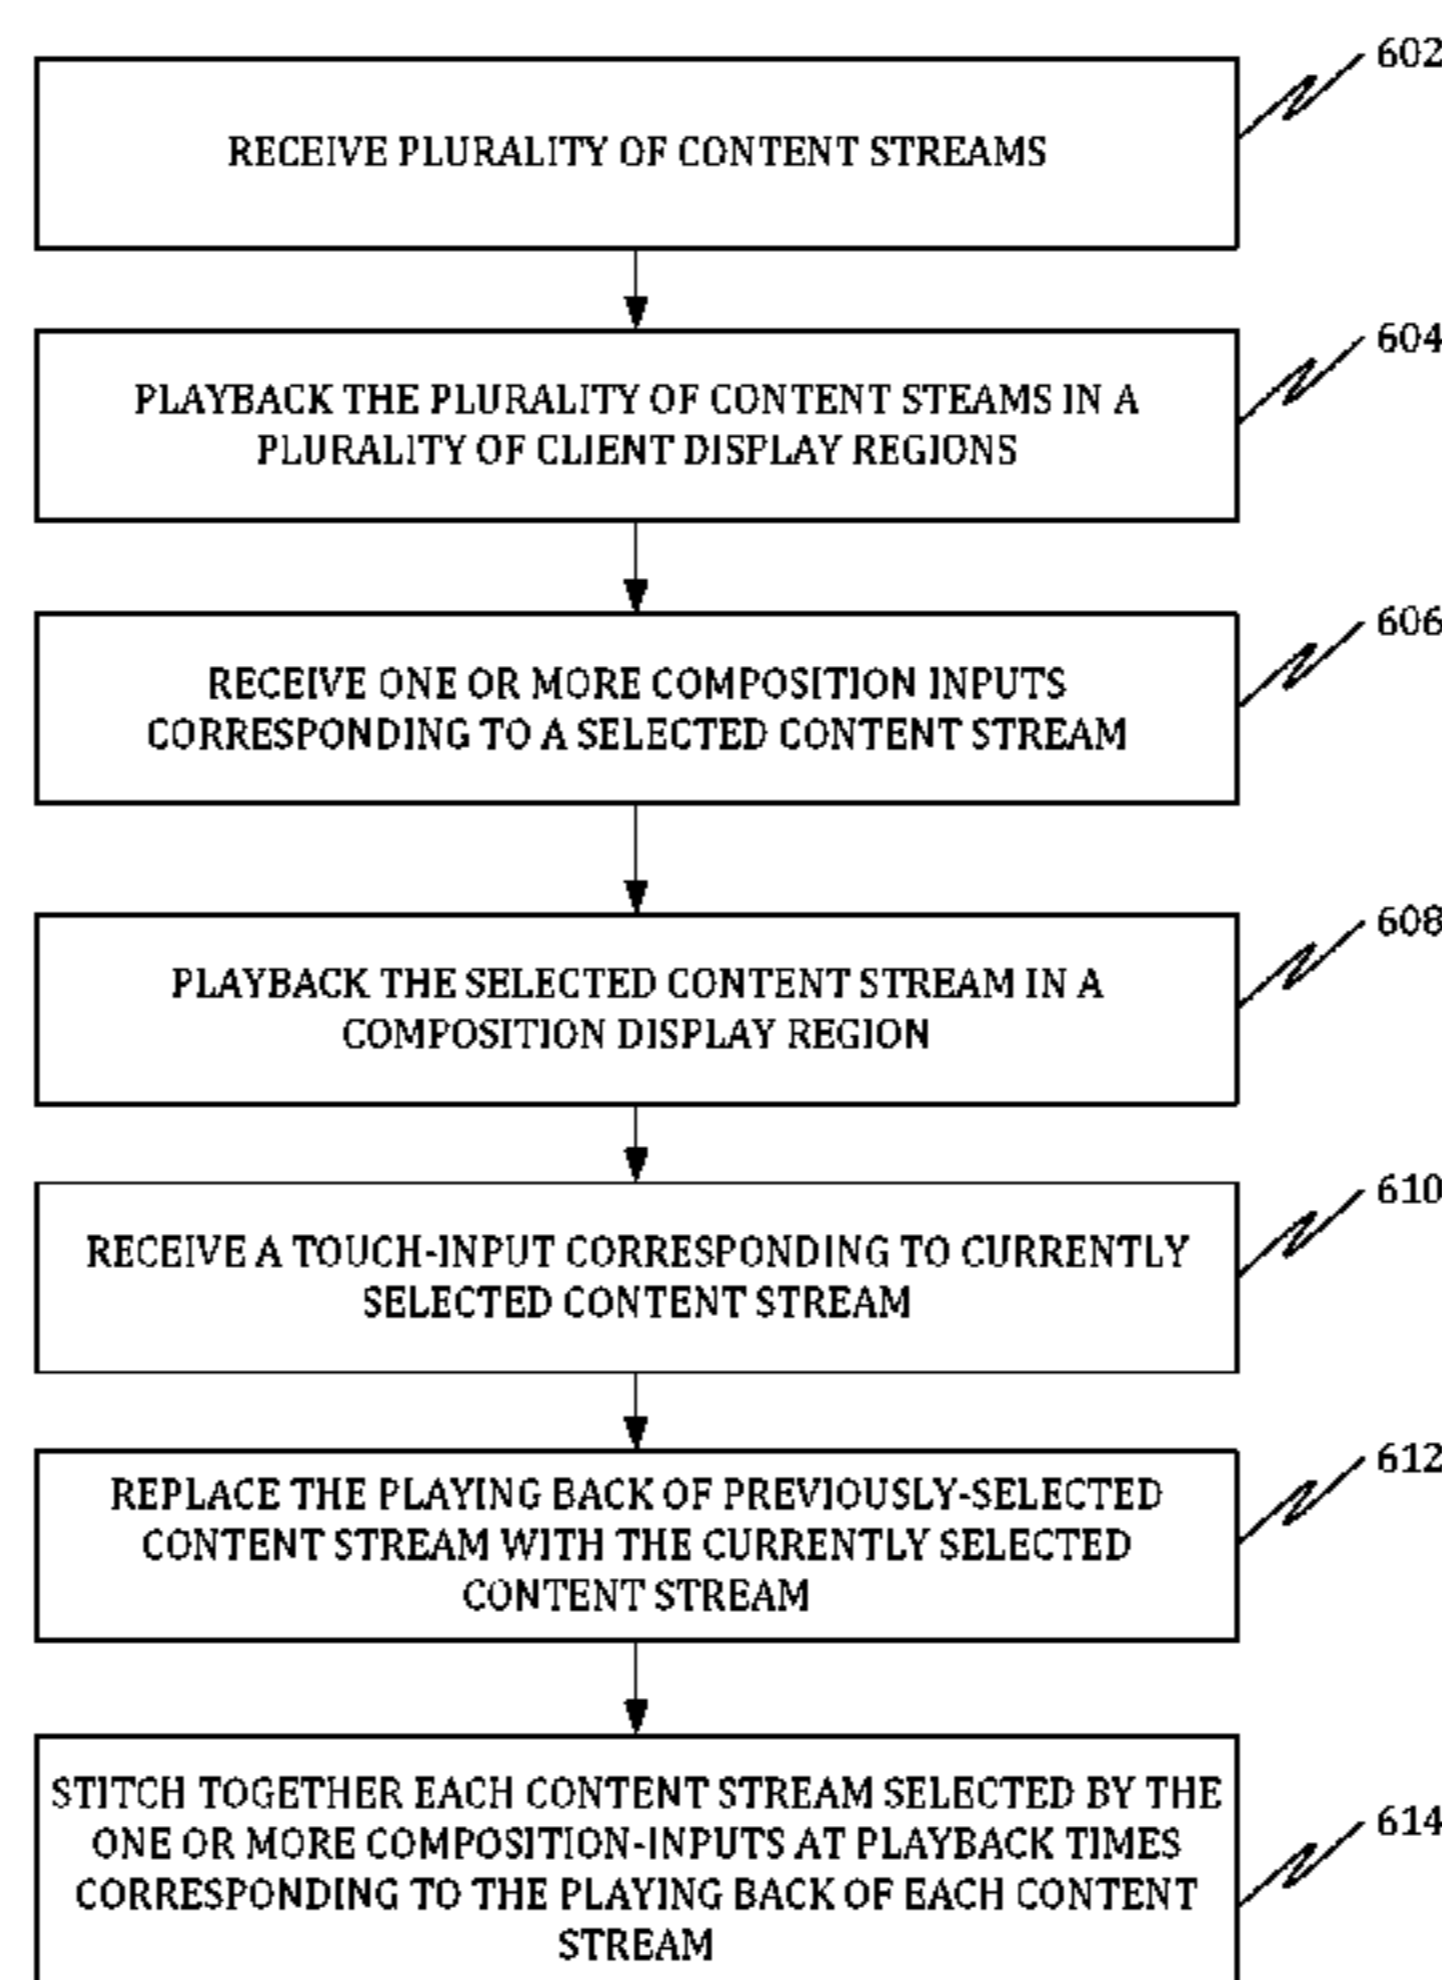 602
RECEIVE PLURALITY OF CONTENT STREAMS
604
PLAYBACK THE PLURALITY OF CONTENT STEAMS IN A
PLURALITY OF CLIENT DISPLAY REGIONS
606
RECEIVE ONE OR MORE COMPOSITION INPUTS
CORRESPONDING TO A SELECTED CONTENT STREAM
608
PLAYBACK THE SELECTED CONTENT STREAM IN A
COMPOSITION DISPLAY REGION
610
RECEIVE A TOUCH-INPUT CORRESPONDING TO CURRENTLY
SELECTED CONTENT STREAM
612
REPLACE THE PLAYING BACK OF PREVIOUSLY-SELECTED
CONTENT STREAM WITH THE CURRENTLY SELECTED
CONTENT STREAM
614
STITCH TOGETHER EACH CONTENT STREAM SELECTED BY THE
ONE OR MORE COMPOSITION-INPUTS AT PLAYBACK TIMES
CORRESPONDING TO THE PLAYING BACK OF EACH CONTENT
STREAM